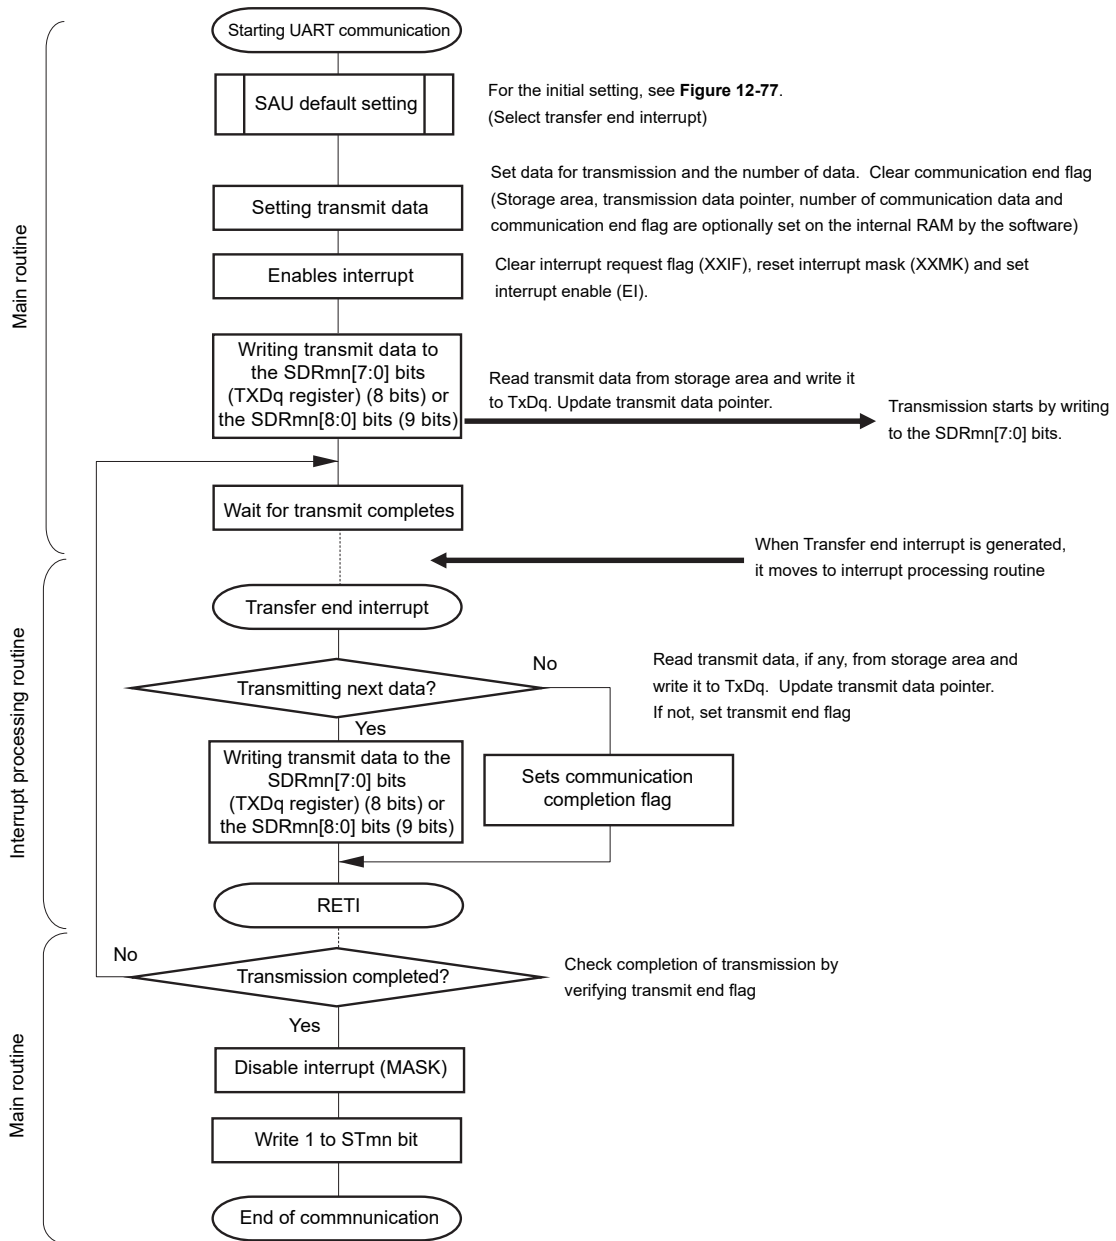 Starting UART communication
SAU default setting
For the initial setting, see Figure 12-77.
(Select transfer end interrupt)
Main routine
Setting transmit data
Set data for transmission and the number of data.  Clear communication end flag
(Storage area, transmission data pointer, number of communication data and
communication end flag are optionally set on the internal RAM by the software)
Enables interrupt
Clear interrupt request flag (XXIF), reset interrupt mask (XXMK) and set
interrupt enable (EI).
Writing transmit data to
the SDRmn[7:0] bits
(TXDq register) (8 bits) or
the SDRmn[8:0] bits (9 bits)
Read transmit data from storage area and write it
to TxDq. Update transmit data pointer.
Transmission starts by writing
to the SDRmn[7:0] bits.
Wait for transmit completes
When Transfer end interrupt is generated,
it moves to interrupt processing routine
Interrupt processing routine
Transfer end interrupt
Transmitting next data?
No
Yes
Read transmit data, if any, from storage area and
write it to TxDq.  Update transmit data pointer.
If not, set transmit end flag
Writing transmit data to the
SDRmn[7:0] bits
(TXDq register) (8 bits) or
the SDRmn[8:0] bits (9 bits)
Sets communication
completion flag
RETI
Main routine
No
Transmission completed?
Check completion of transmission by
verifying transmit end flag
Yes
Disable interrupt (MASK)
Write 1 to STmn bit
End of commnunication